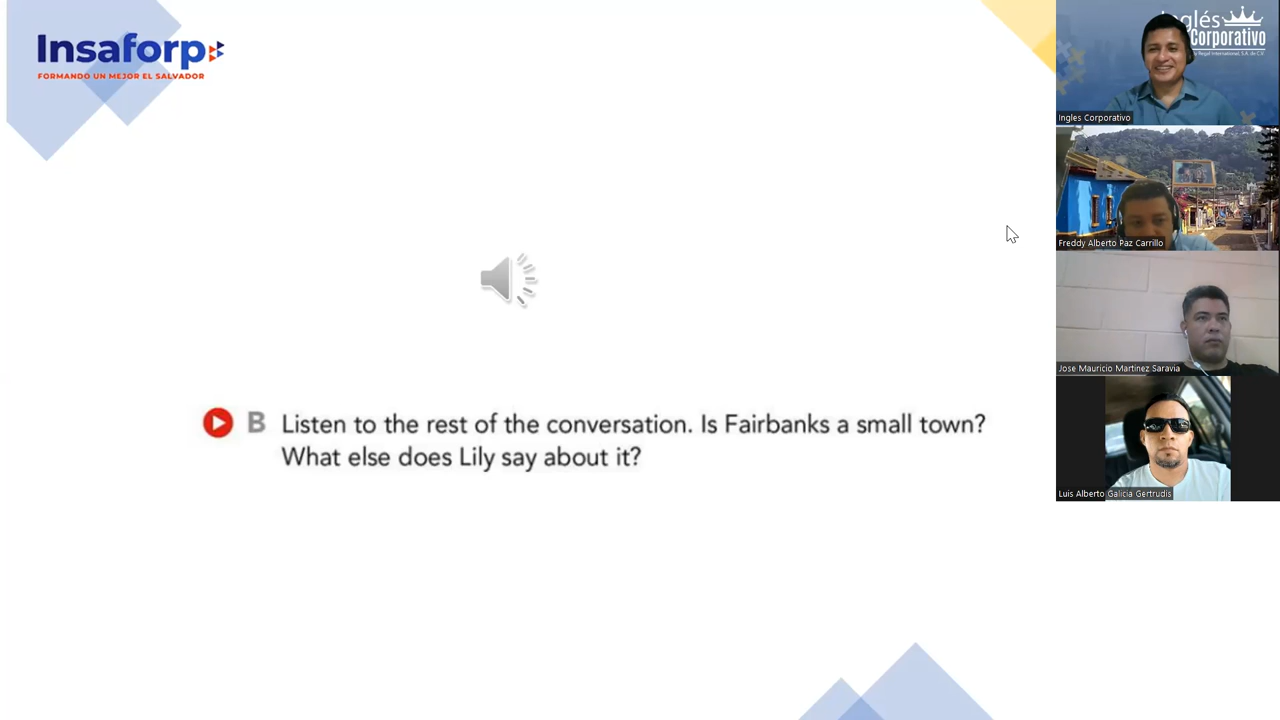 Insaforp
FORMANDO UN MEJOR EL SALVADOR
B Listen to the rest of the conversation. Is Fairbanks a small town?
What else does Lily say about it?
Inglés
Corporativo
Ingles Corporativo
Freddy Alberto Paz Carrillo
Jose Mauricio Martinez Saravia
Luis Alberto Galicia Gertrudis